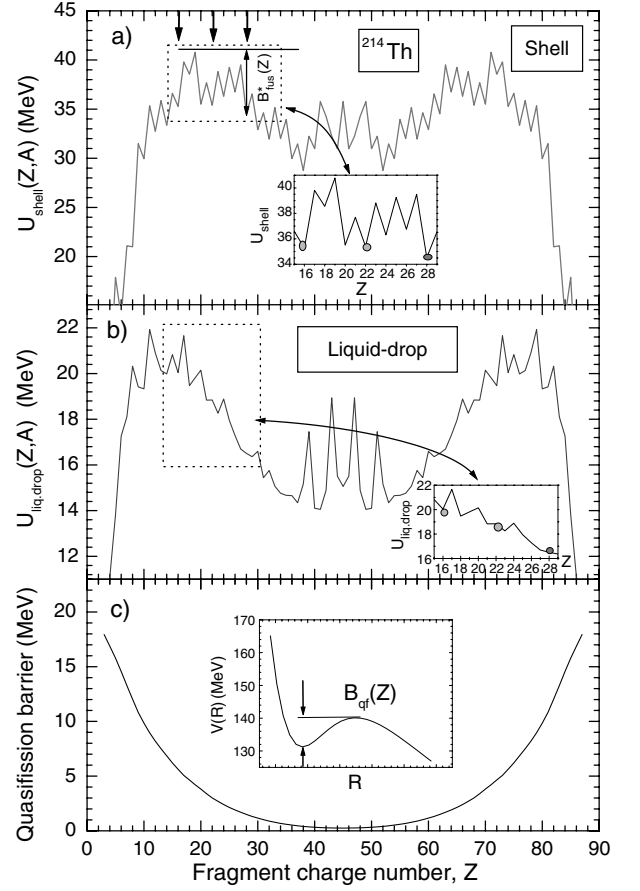 a)
²¹⁴Th
Shell
45
40
35
30
25
20
U_shell(Z,A) (MeV)
B*_fus(Z)
U_shell
40
38
36
34
16 18 20 22 24 26 28
Z
b)
Liquid-drop
22
20
18
16
14
12
U_liq,drop(Z,A) (MeV)
U_liq,drop
22
20
18
16
16 18 20 22 24 26 28
Z
c)
20
15
10
5
0
Quasifission barrier (MeV)
V(R) (MeV)
170
160
150
140
130
B_qf(Z)
R
0 10 20 30 40 50 60 70 80 90
Fragment charge number, Z